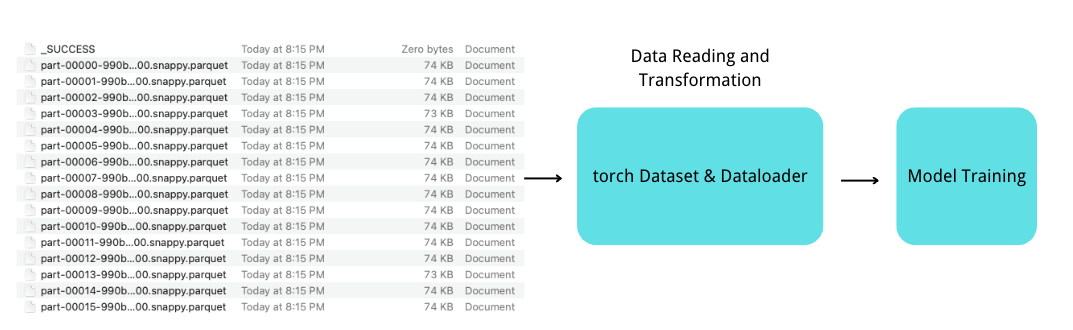 _SUCCESS Today at 8:15 PM Zero bytes Document
part-00000-990b...00.snappy.parquet Today at 8:15 PM 74 KB Document
part-00001-990b...00.snappy.parquet Today at 8:15 PM 74 KB Document
part-00002-990b...00.snappy.parquet Today at 8:15 PM 74 KB Document
part-00003-990b...00.snappy.parquet Today at 8:15 PM 73 KB Document
part-00004-990b...00.snappy.parquet Today at 8:15 PM 74 KB Document
part-00005-990b...00.snappy.parquet Today at 8:15 PM 74 KB Document
part-00006-990b...00.snappy.parquet Today at 8:15 PM 74 KB Document
part-00007-990b...00.snappy.parquet Today at 8:15 PM 74 KB Document
part-00008-990b...00.snappy.parquet Today at 8:15 PM 74 KB Document
part-00009-990b...00.snappy.parquet Today at 8:15 PM 74 KB Document
part-00010-990b...00.snappy.parquet Today at 8:15 PM 74 KB Document
part-00011-990b...00.snappy.parquet Today at 8:15 PM 74 KB Document
part-00012-990b...00.snappy.parquet Today at 8:15 PM 74 KB Document
part-00013-990b...00.snappy.parquet Today at 8:15 PM 73 KB Document
part-00014-990b...00.snappy.parquet Today at 8:15 PM 74 KB Document
part-00015-990b...00.snappy.parquet Today at 8:15 PM 74 KB Document
Data Reading and
Transformation
torch Dataset & Dataloader
Model Training